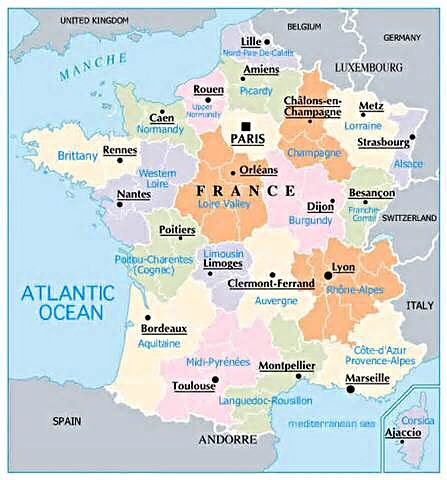 UNITED KINGDOM
BELGIUM
GERMANY
LUXEMBOURG
MANCHE
Lille
Nord-Pas-De-Calais
Amiens
Picardy
Rouen
Upper
Normandy
Caen
Normandy
PARIS
Châlons-en-
Champagne
Champagne
Metz
Lorraine
Strasbourg
Alsace
Brittany
Rennes
Western
Loire
Nantes
Orléans
FRANCE
Loire Valley
Dijon
Burgundy
Besançon
Franche-
Comté
SWITZERLAND
Poitiers
Poitou-Charentes
(Cognac)
Limousin
Limoges
Clermont-Ferrand
Auvergne
Lyon
Rhône-Alpes
ITALY
ATLANTIC
OCEAN
Bordeaux
Aquitaine
Midi-Pyrénées
Toulouse
Montpellier
Languedoc-Rousillon
Côte-d'Azur
Provence-Alpes
Marseille
mediterranean sea
SPAIN
ANDORRE
Corsida
Ajaccio